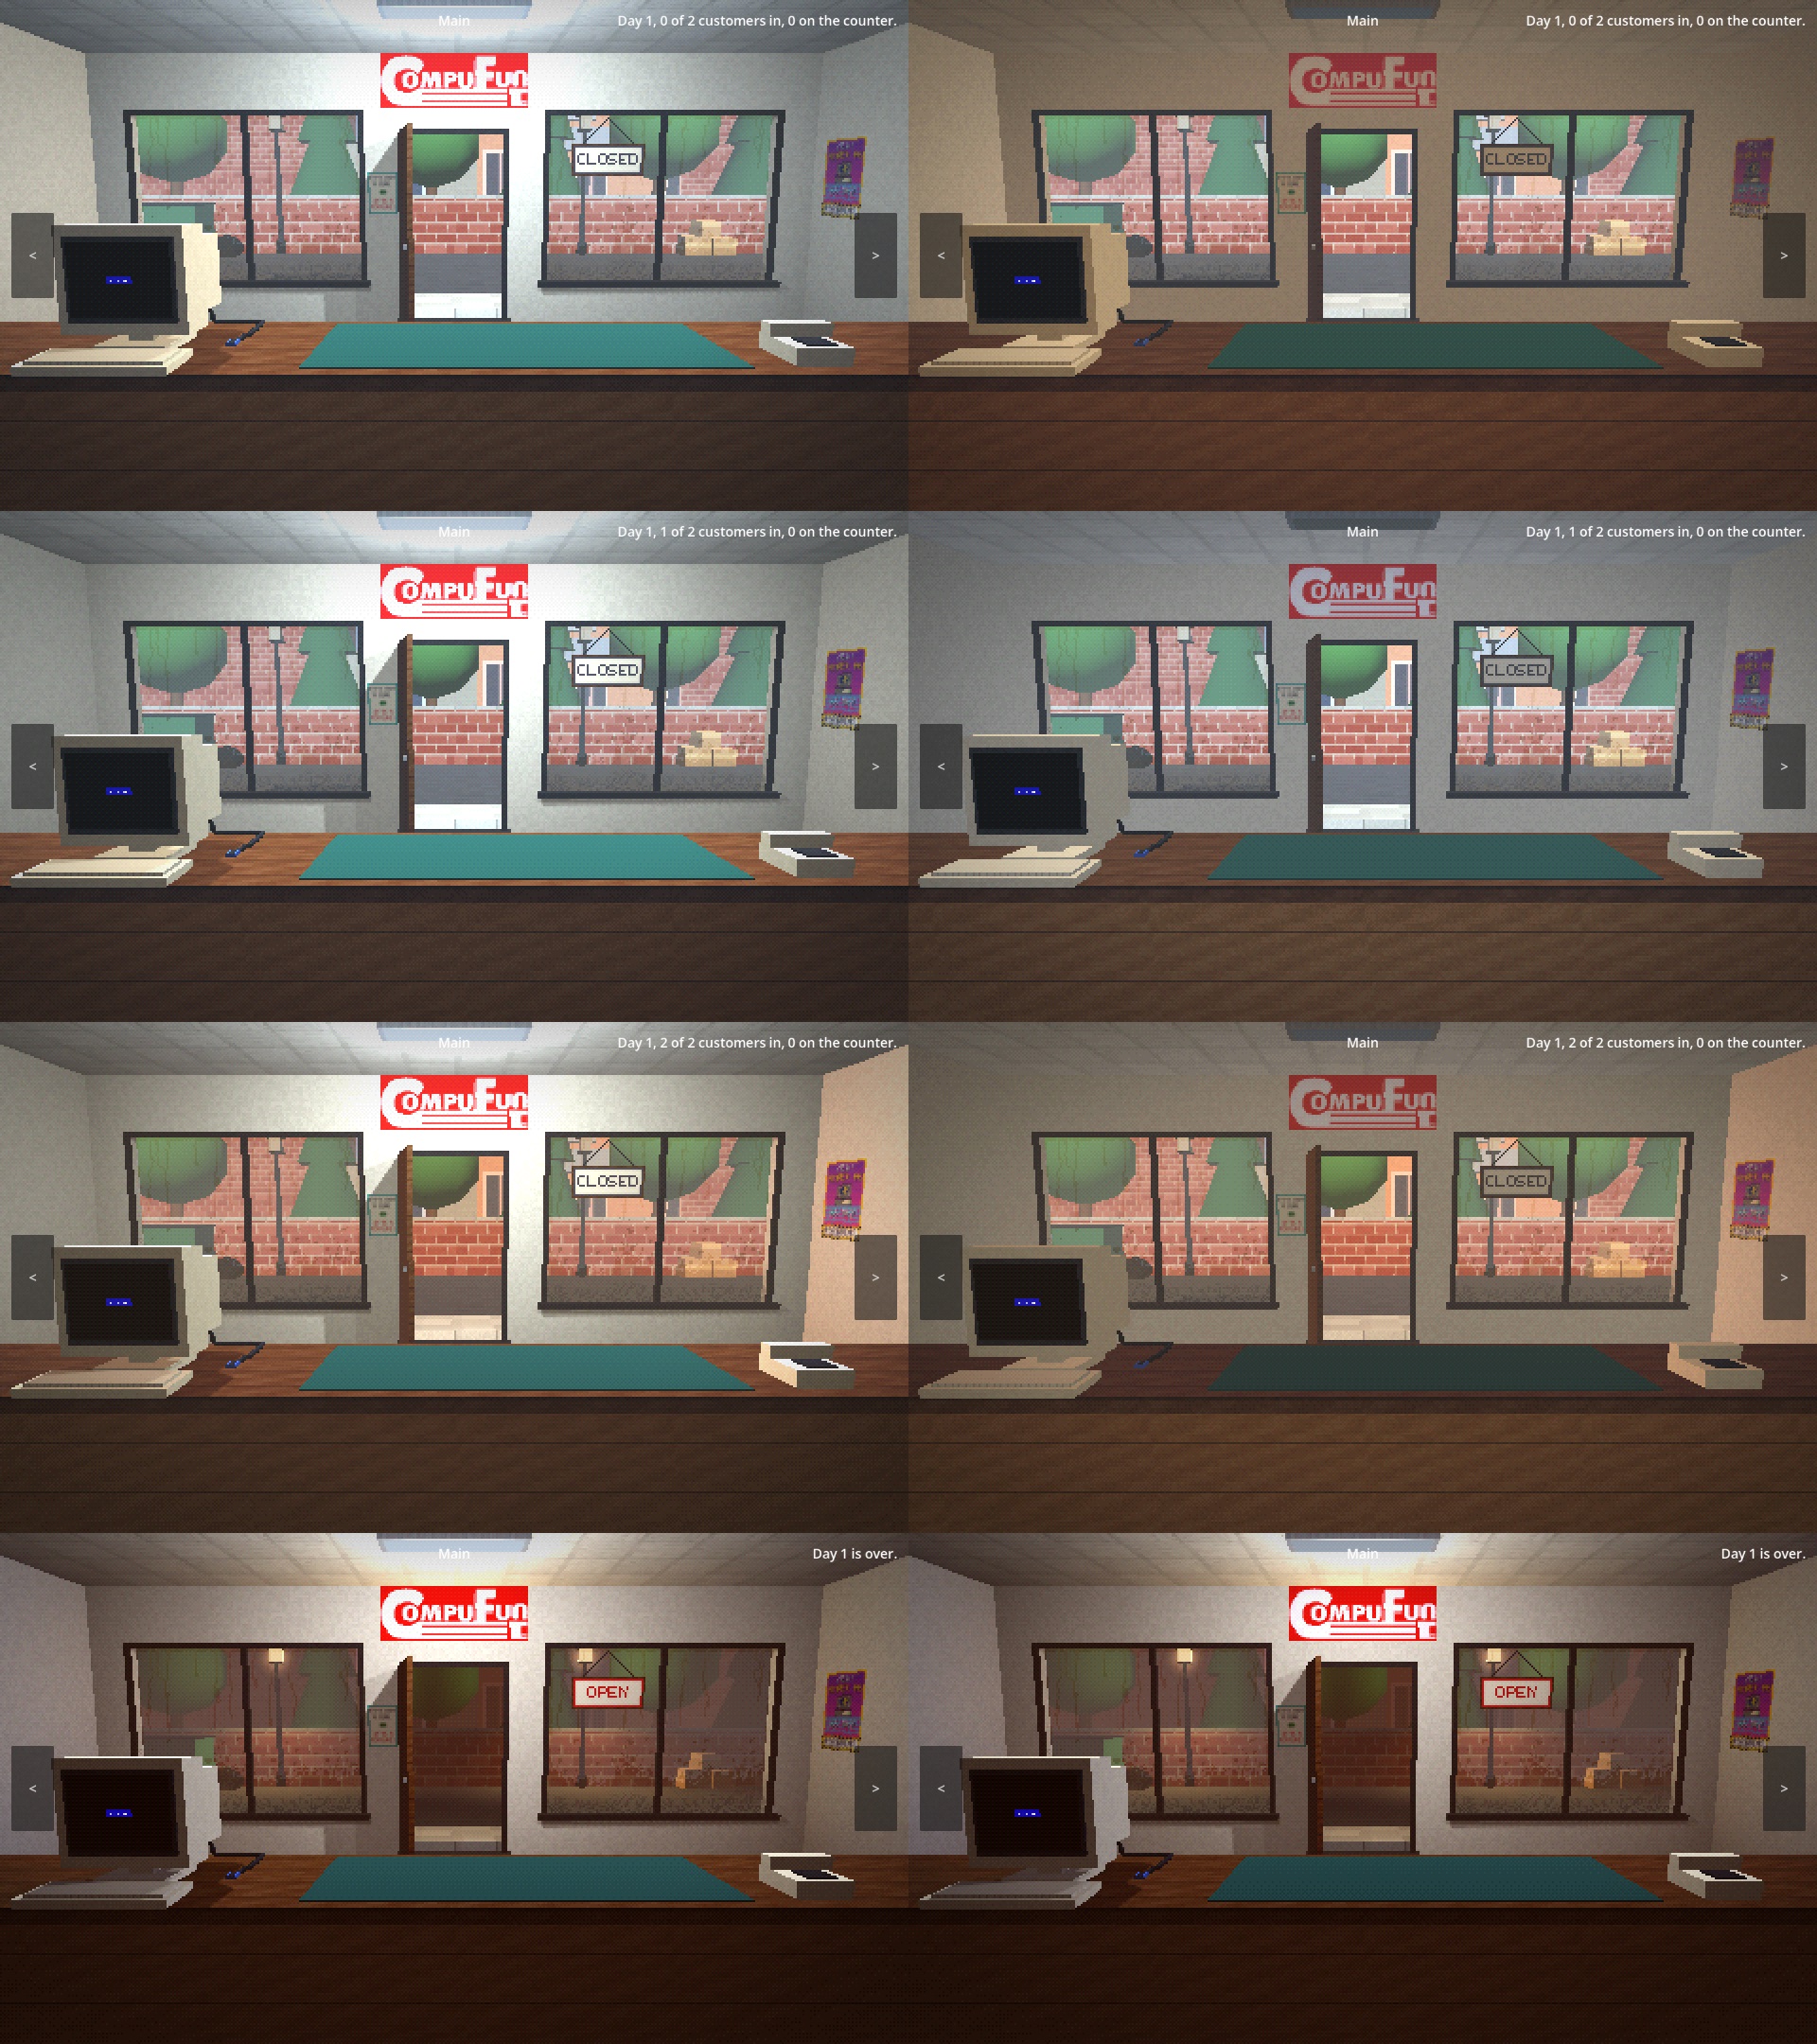 Main
Day 1, 0 of 2 customers in, 0 on the counter.
COMPUFUN
CLOSED
<
>
Main
Day 1, 0 of 2 customers in, 0 on the counter.
COMPUFUN
CLOSED
<
>
Main
Day 1, 1 of 2 customers in, 0 on the counter.
COMPUFUN
CLOSED
<
>
Main
Day 1, 1 of 2 customers in, 0 on the counter.
COMPUFUN
CLOSED
<
>
Main
Day 1, 2 of 2 customers in, 0 on the counter.
COMPUFUN
CLOSED
<
>
Main
Day 1, 2 of 2 customers in, 0 on the counter.
COMPUFUN
CLOSED
<
>
Main
Day 1 is over.
COMPUFUN
OPEN
<
>
Main
Day 1 is over.
COMPUFUN
OPEN
<
>